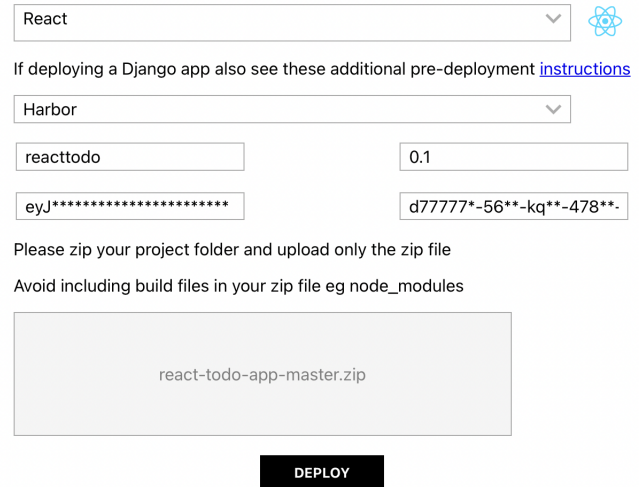 React
If deploying a Django app also see these additional pre-deployment instructions
Harbor
reacttodo 0.1
eyJ*********************** d77777*-56**-kq**-478**-
Please zip your project folder and upload only the zip file
Avoid including build files in your zip file eg node_modules
react-todo-app-master.zip
DEPLOY